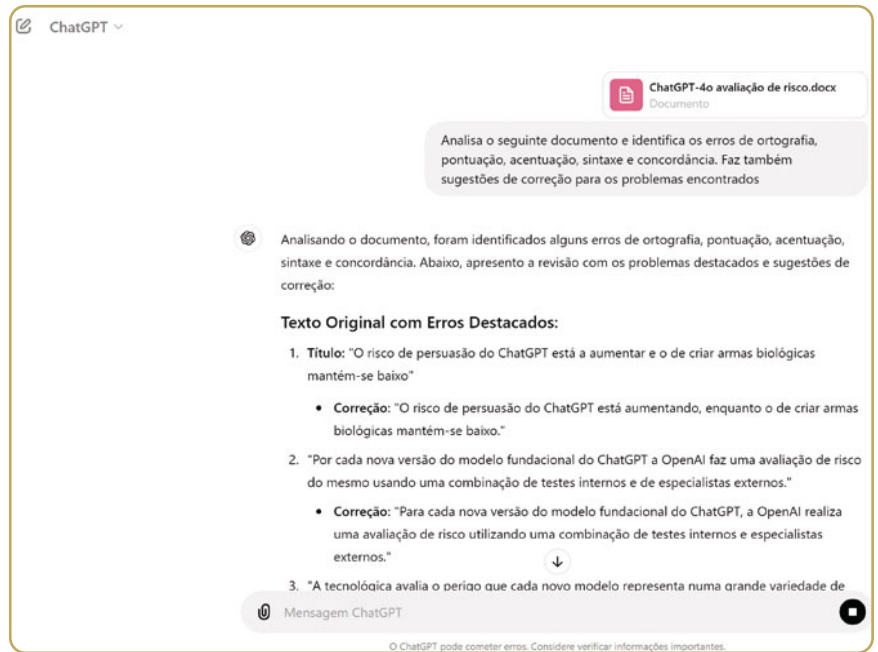 ChatGPT
ChatGPT-4o avaliação de risco.docx
Documento
Analisa o seguinte documento e identifica os erros de ortografia,
pontuação, acentuação, sintaxe e concordância. Faz também
sugestões de correção para os problemas encontrados
Analisando o documento, foram identificados alguns erros de ortografia, pontuação, acentuação,
sintaxe e concordância. Abaixo, apresento a revisão com os problemas destacados e sugestões de
correção:
Texto Original com Erros Destacados:
1. Título: "O risco de persuasão do ChatGPT está a aumentar e o de criar armas biológicas
mantém-se baixo"
• Correção: "O risco de persuasão do ChatGPT está aumentando, enquanto o de criar armas
biológicas mantém-se baixo."
2. "Por cada nova versão do modelo fundacional do ChatGPT a OpenAI faz uma avaliação de risco
do mesmo usando uma combinação de testes internos e de especialistas externos."
• Correção: "Para cada nova versão do modelo fundacional do ChatGPT, a OpenAI realiza
uma avaliação de risco utilizando uma combinação de testes internos e especialistas
externos."
3. "A tecnológica avalia o perigo que cada novo modelo representa numa grande variedade de
Mensagem ChatGPT
O ChatGPT pode cometer erros. Considere verificar informações importantes.